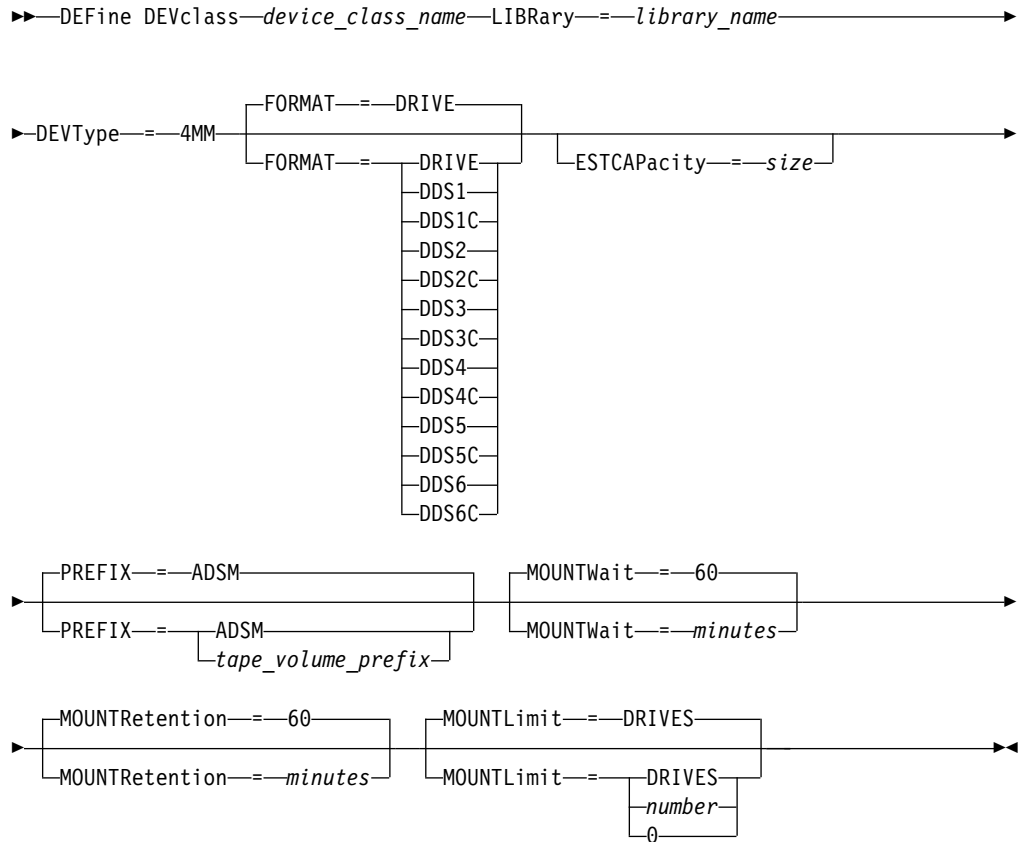 DEFine DEVclass device_class_name LIBRary = library_name
FORMAT = DRIVE
DEVType = 4MM
FORMAT = DRIVE
ESTCAPacity = size
DDS1
DDS1C
DDS2
DDS2C
DDS3
DDS3C
DDS4
DDS4C
DDS5
DDS5C
DDS6
DDS6C
PREFIX = ADSM MOUNTWait = 60
PREFIX = ADSM MOUNTWait = minutes
tape_volume_prefix
MOUNTRetention = 60 MOUNTLimit = DRIVES
MOUNTRetention = minutes MOUNTLimit = DRIVES
number
0